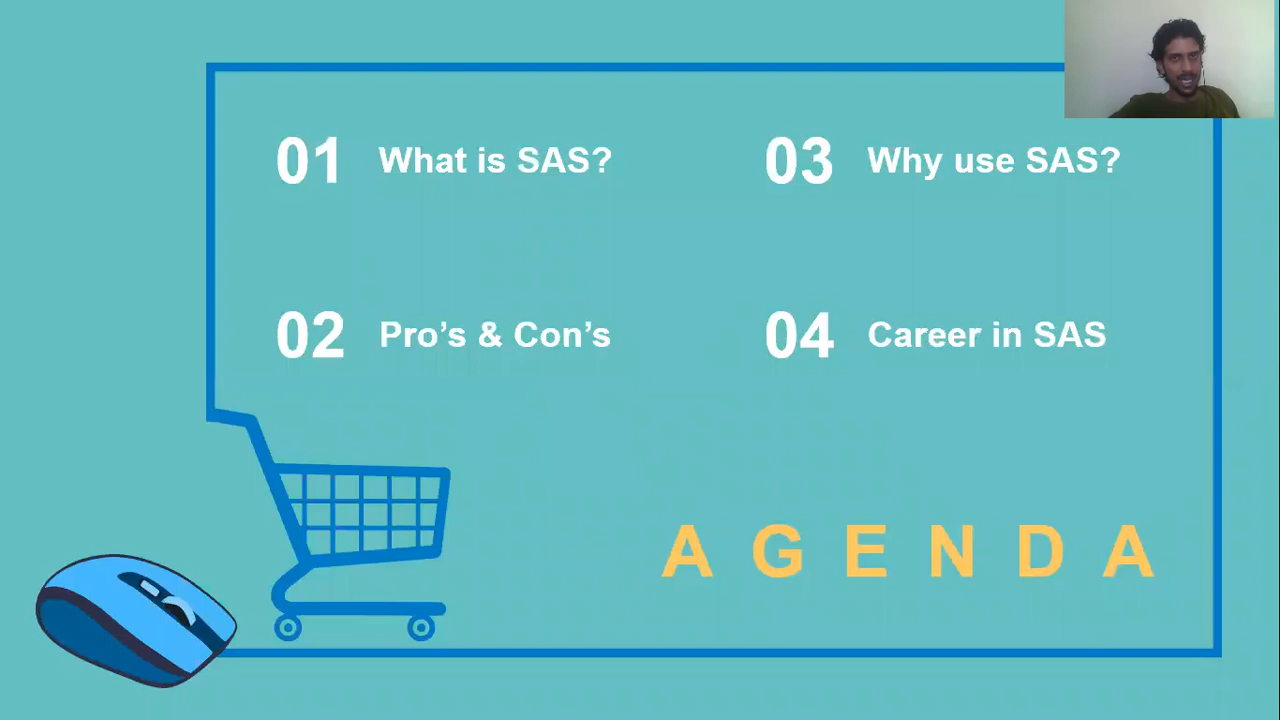 01 What is SAS?
03 Why use SAS?
02 Pro’s & Con’s
04 Career in SAS
AGENDA